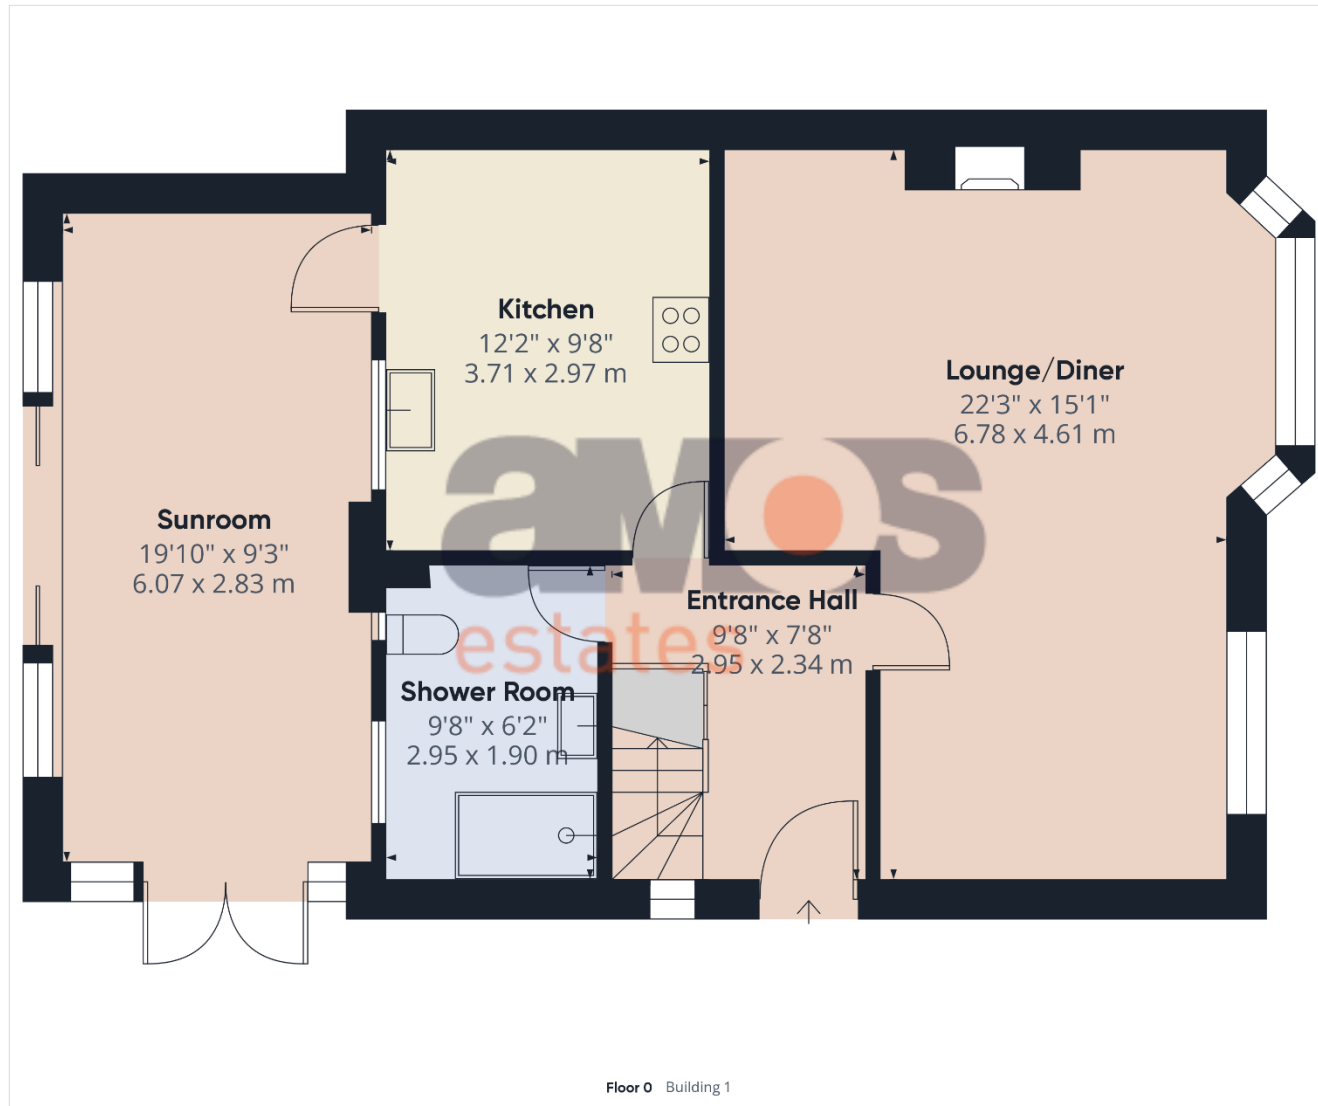 Kitchen
12'2" x 9'8"
3.71 x 2.97 m
Lounge/Diner
22'3" x 15'1"
6.78 x 4.61 m
amos
estates
Sunroom
19'10" x 9'3"
6.07 x 2.83 m
Entrance Hall
9'8" x 7'8"
2.95 x 2.34 m
Shower Room
9'8" x 6'2"
2.95 x 1.90 m
Floor 0 Building 1